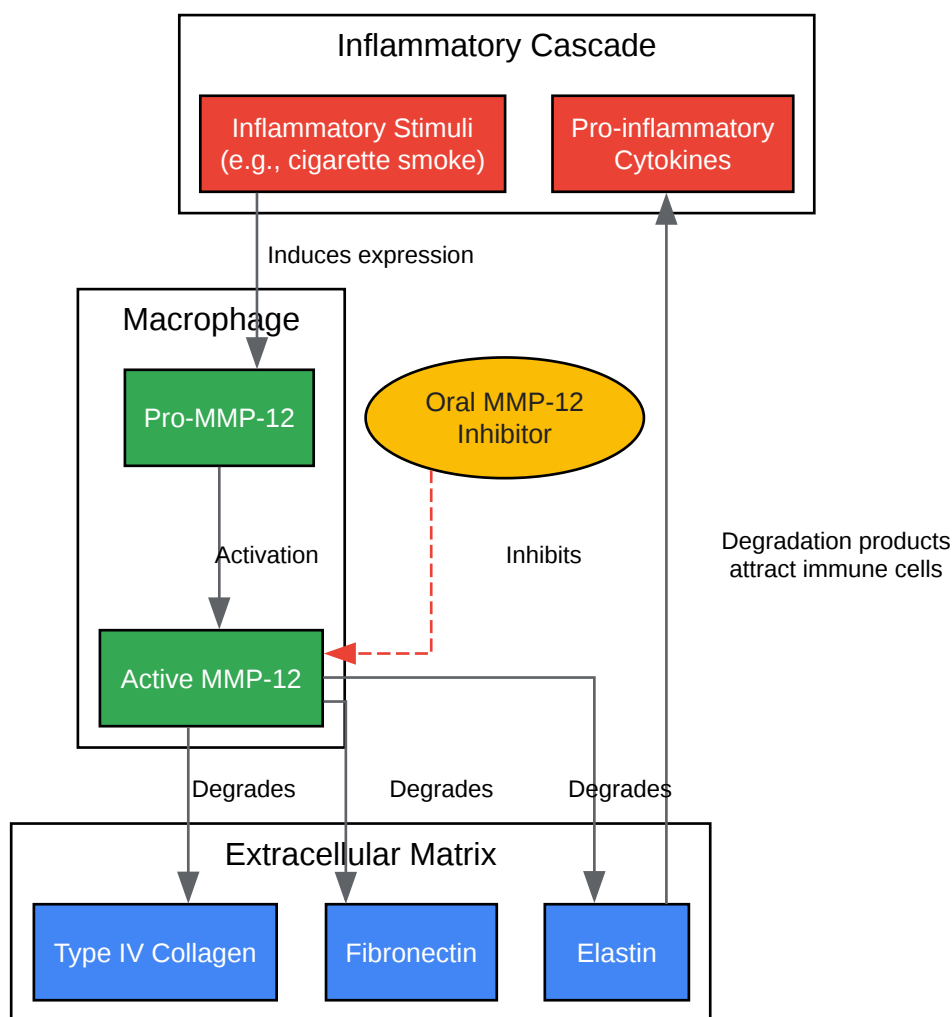 Inflammatory Cascade
Inflammatory Stimuli
(e.g., cigarette smoke)
Pro-inflammatory
Cytokines
Induces expression
Macrophage
Pro-MMP-12
Oral MMP-12
Inhibitor
Activation
Inhibits
Degradation products
attract immune cells
Active MMP-12
Degrades
Degrades
Degrades
Extracellular Matrix
Type IV Collagen
Fibronectin
Elastin